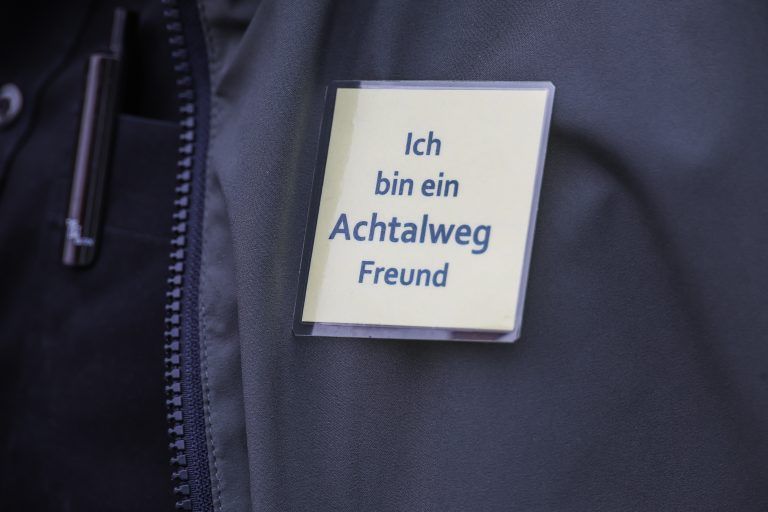 Ich
bin ein
Achtalweg
Freund